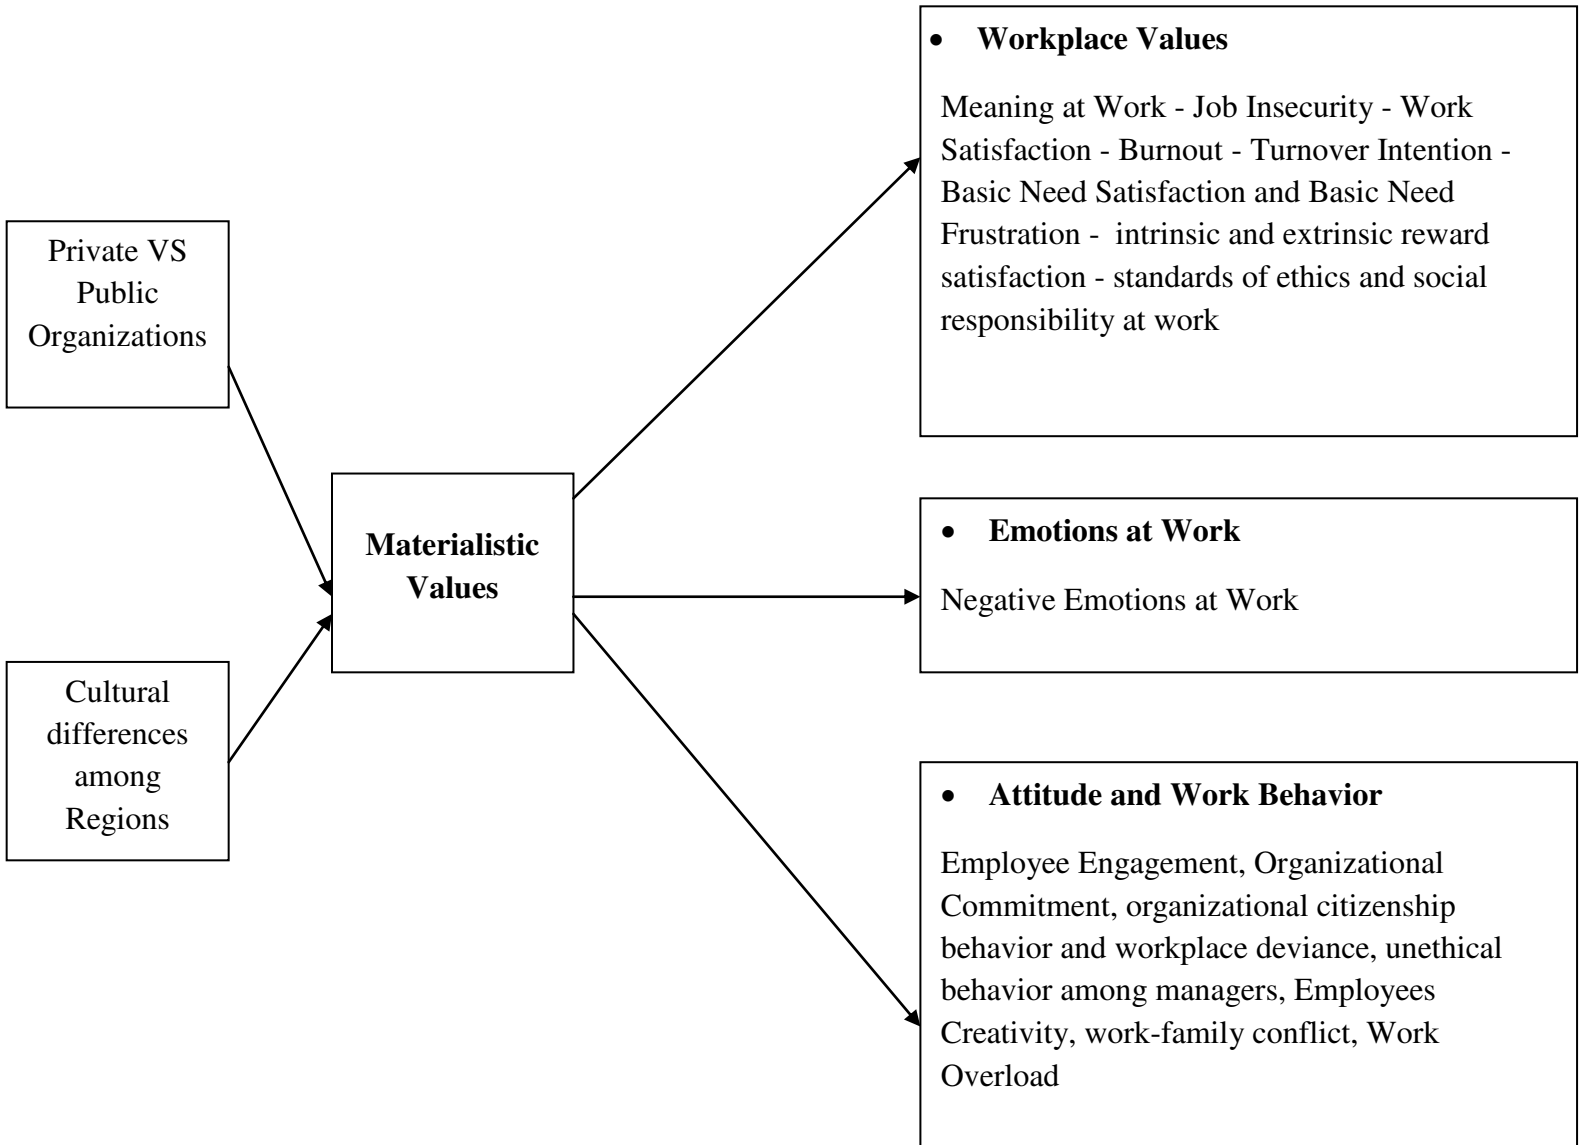 Private VS
Public
Organizations
Cultural
differences
among
Regions
Materialistic
Values
• Workplace Values
Meaning at Work - Job Insecurity - Work
Satisfaction - Burnout - Turnover Intention -
Basic Need Satisfaction and Basic Need
Frustration - intrinsic and extrinsic reward
satisfaction - standards of ethics and social
responsibility at work
• Emotions at Work
Negative Emotions at Work
• Attitude and Work Behavior
Employee Engagement, Organizational
Commitment, organizational citizenship
behavior and workplace deviance, unethical
behavior among managers, Employees
Creativity, work-family conflict, Work
Overload